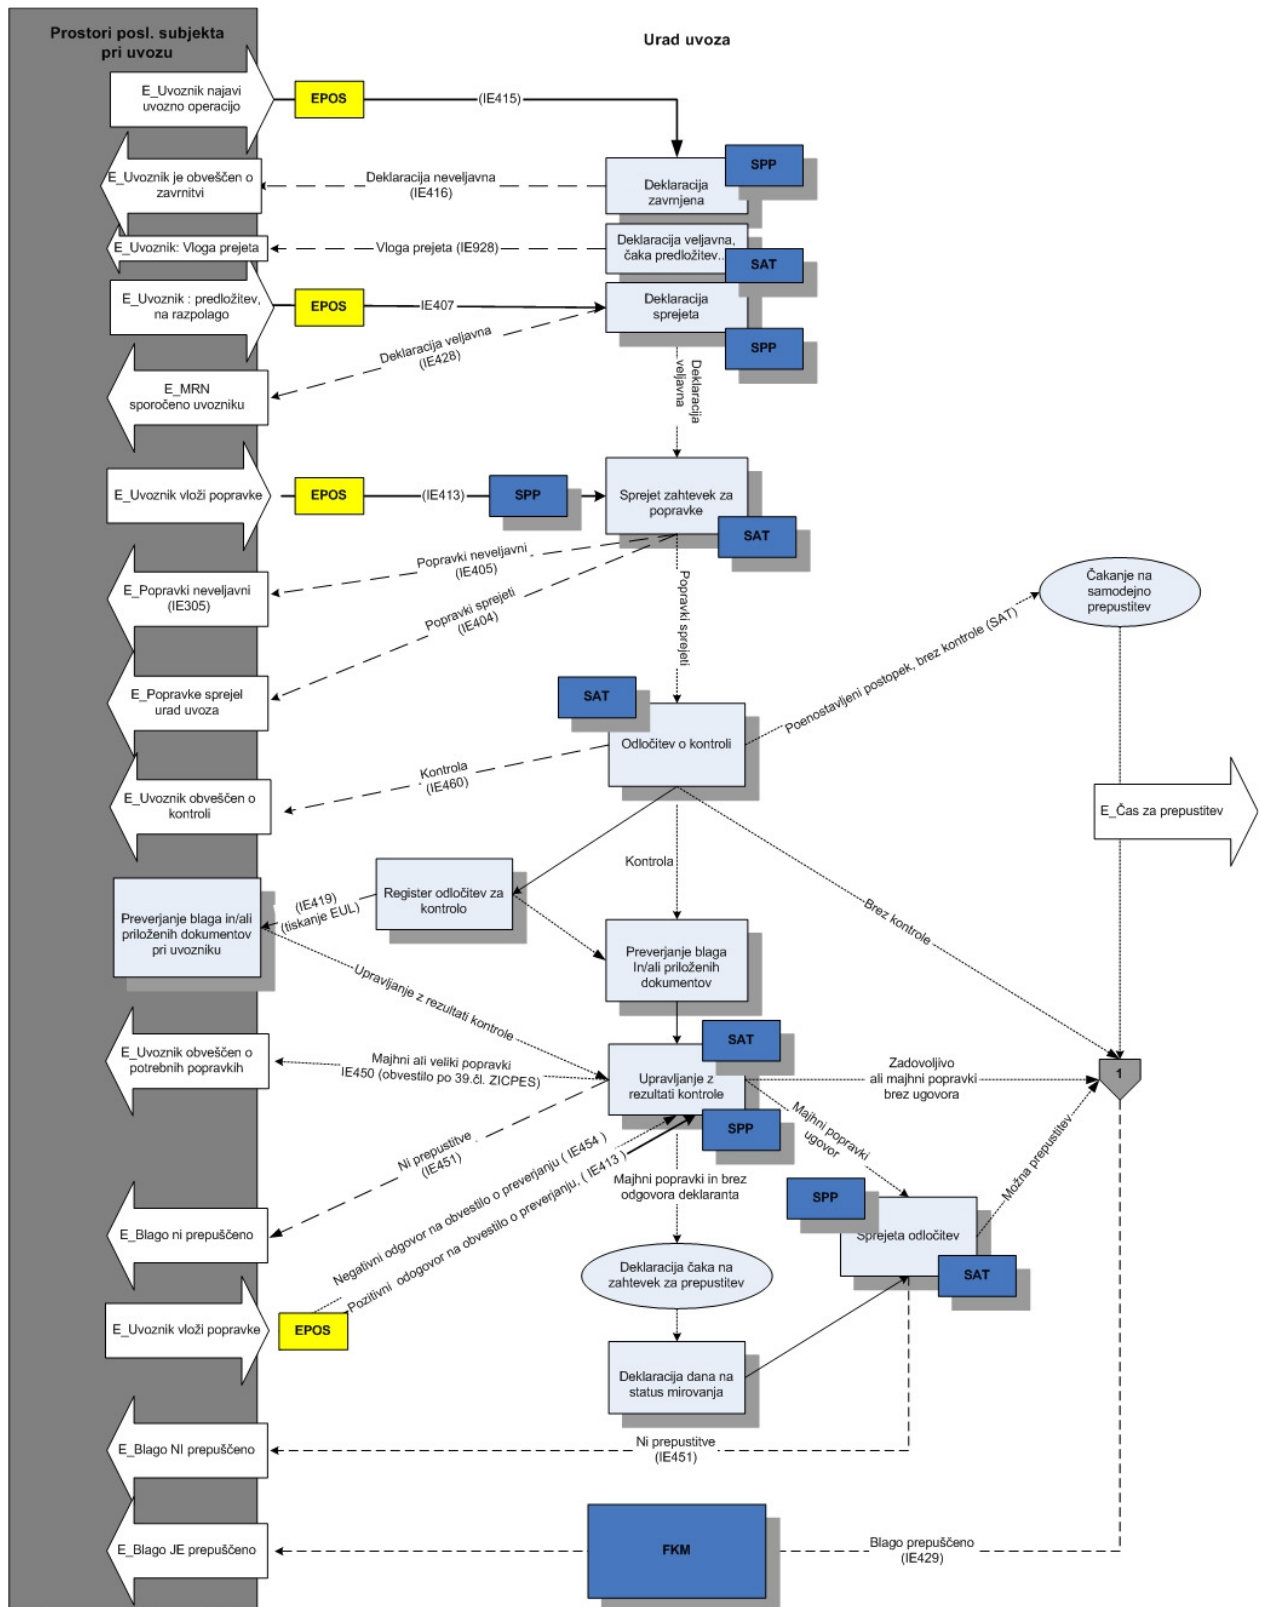 Prostori posl. subjekta
pri uvozu
Urad uvoza
E_Uvoznik najavi
uvozno operacijo
EPOS
(IE415)
SPP
E_Uvoznik je obveščen o
zavrnitvi
Deklaracija neveljavna
(IE416)
Deklaracija
zavrnjena
E_Uvoznik: Vloga prejeta
Vloga prejeta (IE928)
Deklaracija veljavna,
čaka predložitev..
SAT
E_Uvoznik : predložitev,
na razpolago
EPOS
IE407
Deklaracija
sprejeta
SPP
Deklaracija veljavna
(IE428)
Deklaracija
veljavna
E_MRN
sporočeno uvozniku
E_Uvoznik vloži popravke
EPOS
(IE413)
SPP
Sprejet zahtevek za
popravke
SAT
Popravki neveljavni
(IE405)
E_Popravki neveljavni
(IE305)
Popravki sprejeti
(IE404)
Popravki sprejeti
Čakanje na
samodejno
prepustitev
Poenostavljeni postopek, brez kontrole (SAT)
E_Popravke sprejel
urad uvoza
SAT
Odločitev o kontroli
Kontrola
(IE460)
E_Uvoznik obveščen o
kontroli
E_Čas za prepustitev
Kontrola
Brez kontrole
Preverjanje blaga in/ali
priloženih dokumentov
pri uvozniku
(IE419)
(tiskanje EUL)
Register odločitev za
kontrolo
Preverjanje blaga
In/ali priloženih
dokumentov
Upravljanje z rezultati kontrole
E_Uvoznik obveščen o
potrebnih popravkih
Majhni ali veliki popravki
IE450 (obvestilo po 39.čl. ZICPES)
SAT
Upravljanje z
rezultati kontrole
SPP
Zadovoljivo
ali majhni popravki
brez ugovora
1
Majhni popravki
ugovor
Možna prepustitev
Ni prepustitve
(IE451)
Negativni odgovor na obvestilo o preverjanju ( IE454 )
Pozitivni odogovor na obvestilo o preverjanju, ( IE413 )
Majhni popravki in brez
odgovora deklaranta
SPP
Sprejeta odločitev
SAT
E_Blago ni prepuščeno
Deklaracija čaka na
zahtevek za prepustitev
E_Uvoznik vloži popravke
EPOS
Deklaracija dana na
status mirovanja
E_Blago NI prepuščeno
Ni prepustitve
(IE451)
E_Blago JE prepuščeno
FKM
Blago prepuščeno
(IE429)